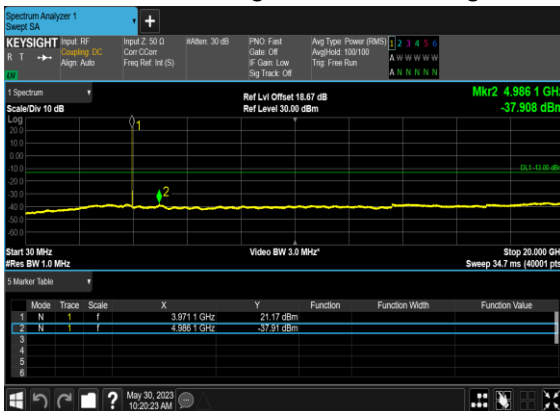 Spectrum Analyzer 1
Swept SA
KEYSIGHT Input: RF Input Z: 50 Ω #Atten: 30 dB PNO: Fast Avg Type: Power (RMS) 1 2 3 4 5 6
R T Coupling: DC Corr CCorr Gate: Off Avg|Hold: 100/100 A W W W W W
Align: Auto Freq Ref: Int (S) IF Gain: Low Trig: Free Run
Sig Track: Off A N N N N N
1 Spectrum Ref Lvl Offset 18.67 dB Mkr2 4.986 1 GHz
Scale/Div 10 dB Ref Level 30.00 dBm -37.908 dBm
Log
20.0
10.0
0.00
-10.0 DL1 -13.00 dBm
-20.0
-30.0
-40.0
-50.0
-60.0
1
2
Start 30 MHz Video BW 3.0 MHz* Stop 20.000 GHz
#Res BW 1.0 MHz Sweep 34.7 ms (40001 pts)
5 Marker Table
Mode Trace Scale X Y Function Function Width Function Value
1 N 1 f 3.971 1 GHz 21.17 dBm
2 N 1 f 4.986 1 GHz -37.91 dBm
3
4
5
6
? May 30, 2023
10:20:23 AM